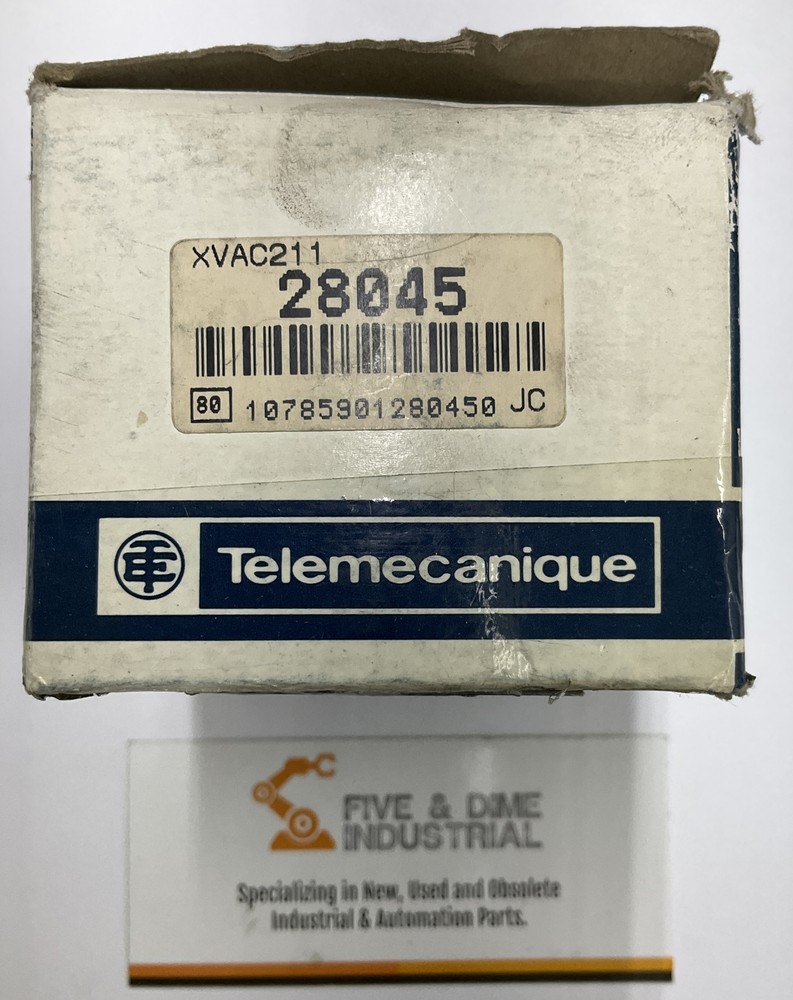 XVAC211
28045
80 10785901280450 JC
Telemecanique
FIVE & DIME
INDUSTRIAL
Specializing in New, Used and Obsolete
Industrial & Automation Parts.